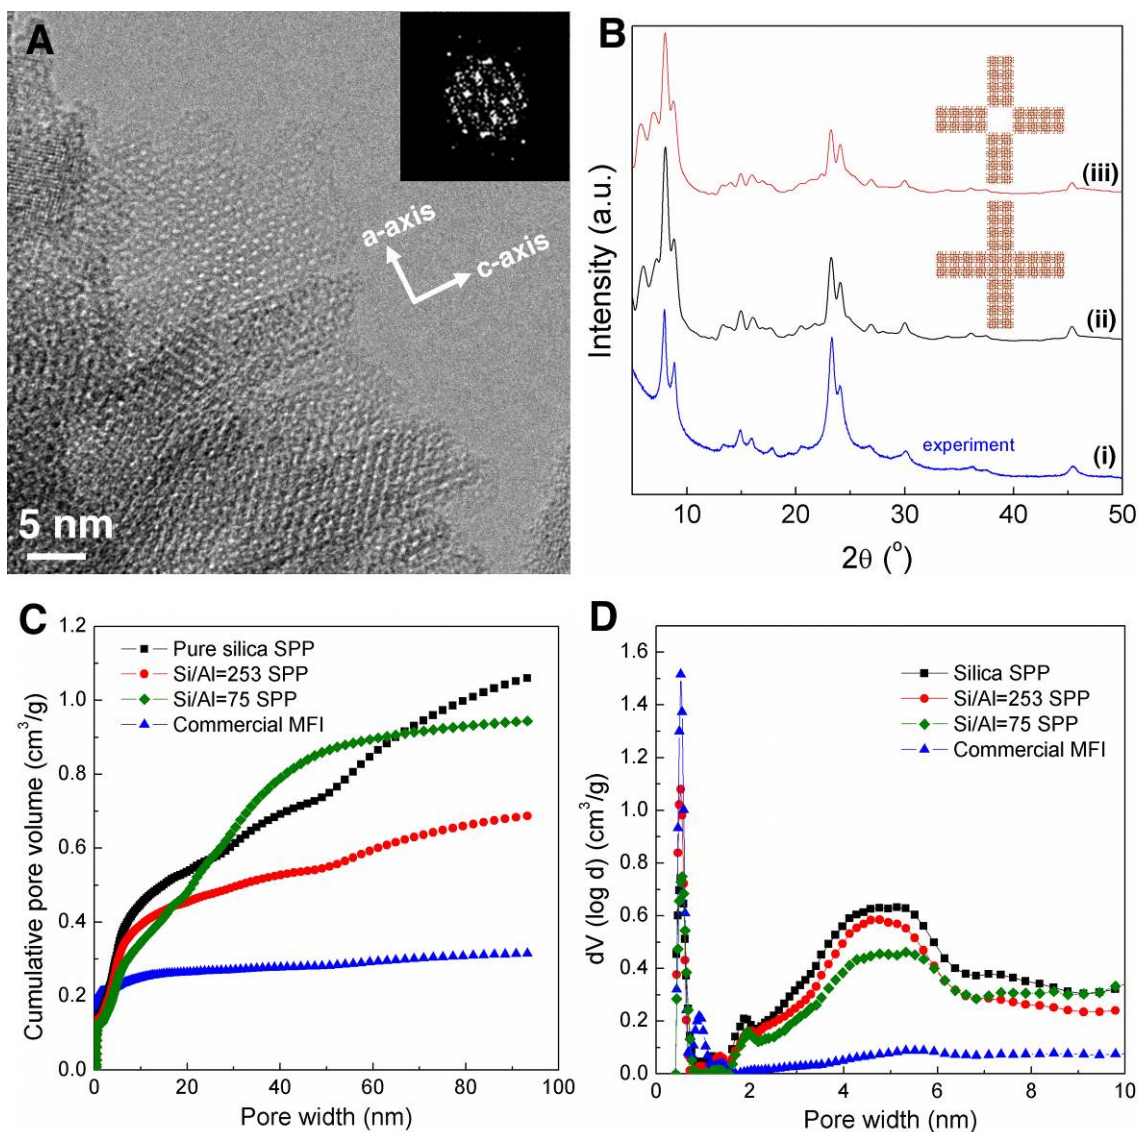 A
a-axis
c-axis
5 nm
B
Intensity (a.u.)
(iii)
(ii)
experiment
(i)
10 20 30 40 50
2θ (°)
C
Cumulative pore volume (cm³/g)
1.2
1.0
0.8
0.6
0.4
0.2
0.0
Pure silica SPP
Si/Al=253 SPP
Si/Al=75 SPP
Commercial MFI
0 20 40 60 80 100
Pore width (nm)
D
dV (log d) (cm³/g)
1.6
1.4
1.2
1.0
0.8
0.6
0.4
0.2
0.0
Silica SPP
Si/Al=253 SPP
Si/Al=75 SPP
Commercial MFI
0 2 4 6 8 10
Pore width (nm)